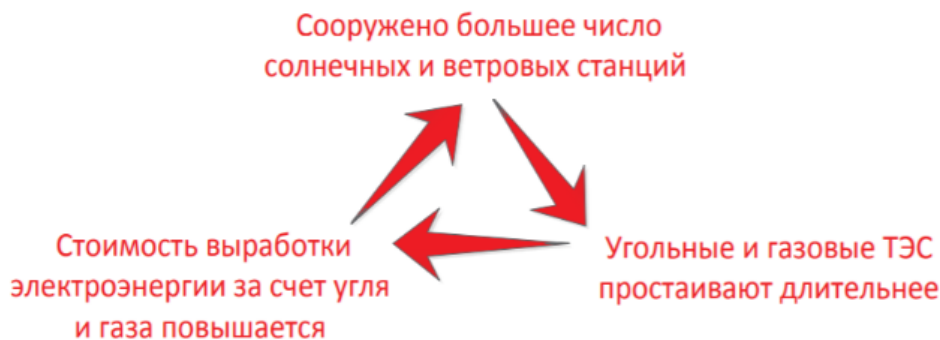 Сооружено большее число
солнечных и ветровых станций
Стоимость выработки
электроэнергии за счет угля
и газа повышается
Угольные и газовые ТЭС
простаивают длительнее